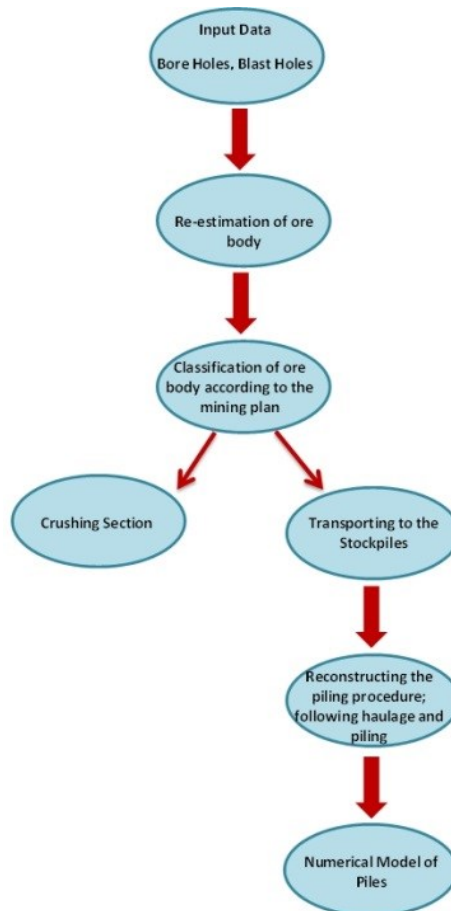 Input Data
Bore Holes, Blast Holes
Re-estimation of ore
body
Classification of ore
body according to the
mining plan
Crushing Section
Transporting to the
Stockpiles
Reconstructing the
piling procedure;
following haulage and
piling
Numerical Model of
Piles